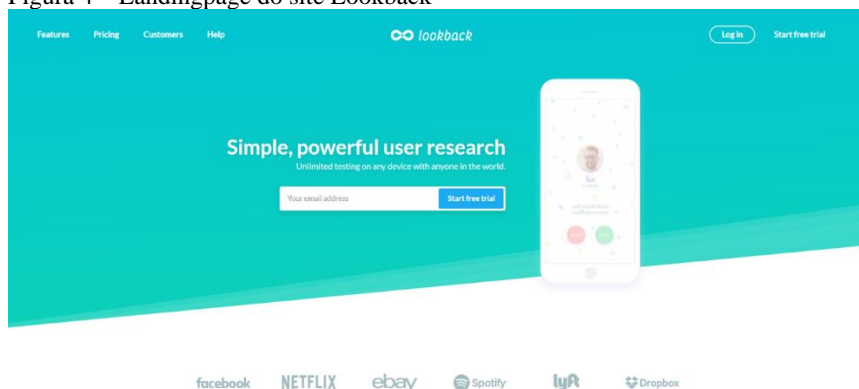 Figura 4 – Landingpage do site Lookback
Features Pricing Customers Help lookback Log in Start free trial
Simple, powerful user research
Unlimited testing on any device with anyone in the world.
Your email address Start free trial
facebook NETFLIX ebay Spotify lyft Dropbox